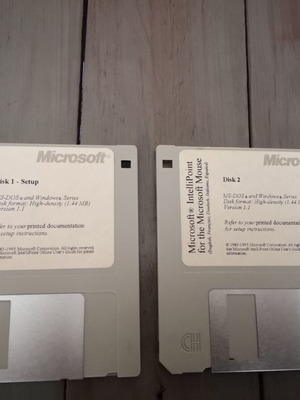 Microsoft®
isk 1 - Setup
MS-DOS® and Windows® Series
Disk format: High-density (1.44 MB)
Version 1.1
Refer to your printed documentation
for setup instructions.
Microsoft
Microsoft® IntelliPoint
for the Microsoft Mouse
Disk 2
MS-DOS® and Windows® Series
Disk format: High-density (1.44 M
Version 1.1
Refer to your printed docume
for setup instructions.